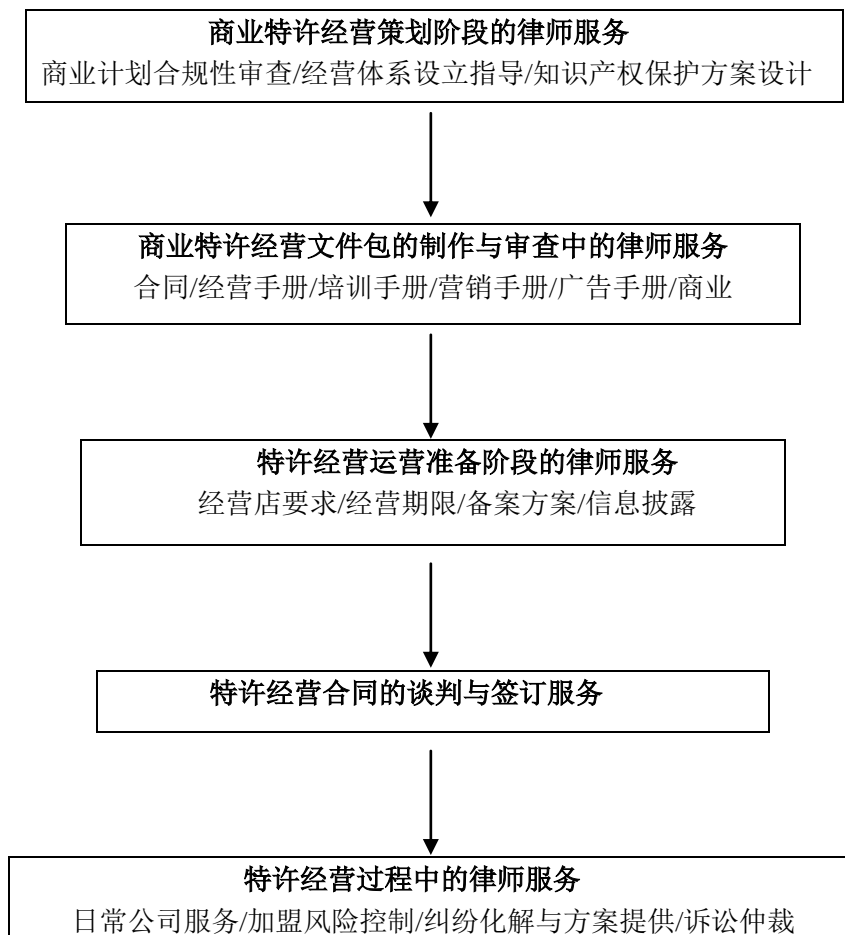 商业特许经营策划阶段的律师服务
商业计划合规性审查/经营体系设立指导/知识产权保护方案设计
商业特许经营文件包的制作与审查中的律师服务
合同/经营手册/培训手册/营销手册/广告手册/商业
特许经营运营准备阶段的律师服务
经营店要求/经营期限/备案方案/信息披露
特许经营合同的谈判与签订服务
特许经营过程中的律师服务
日常公司服务/加盟风险控制/纠纷化解与方案提供/诉讼仲裁